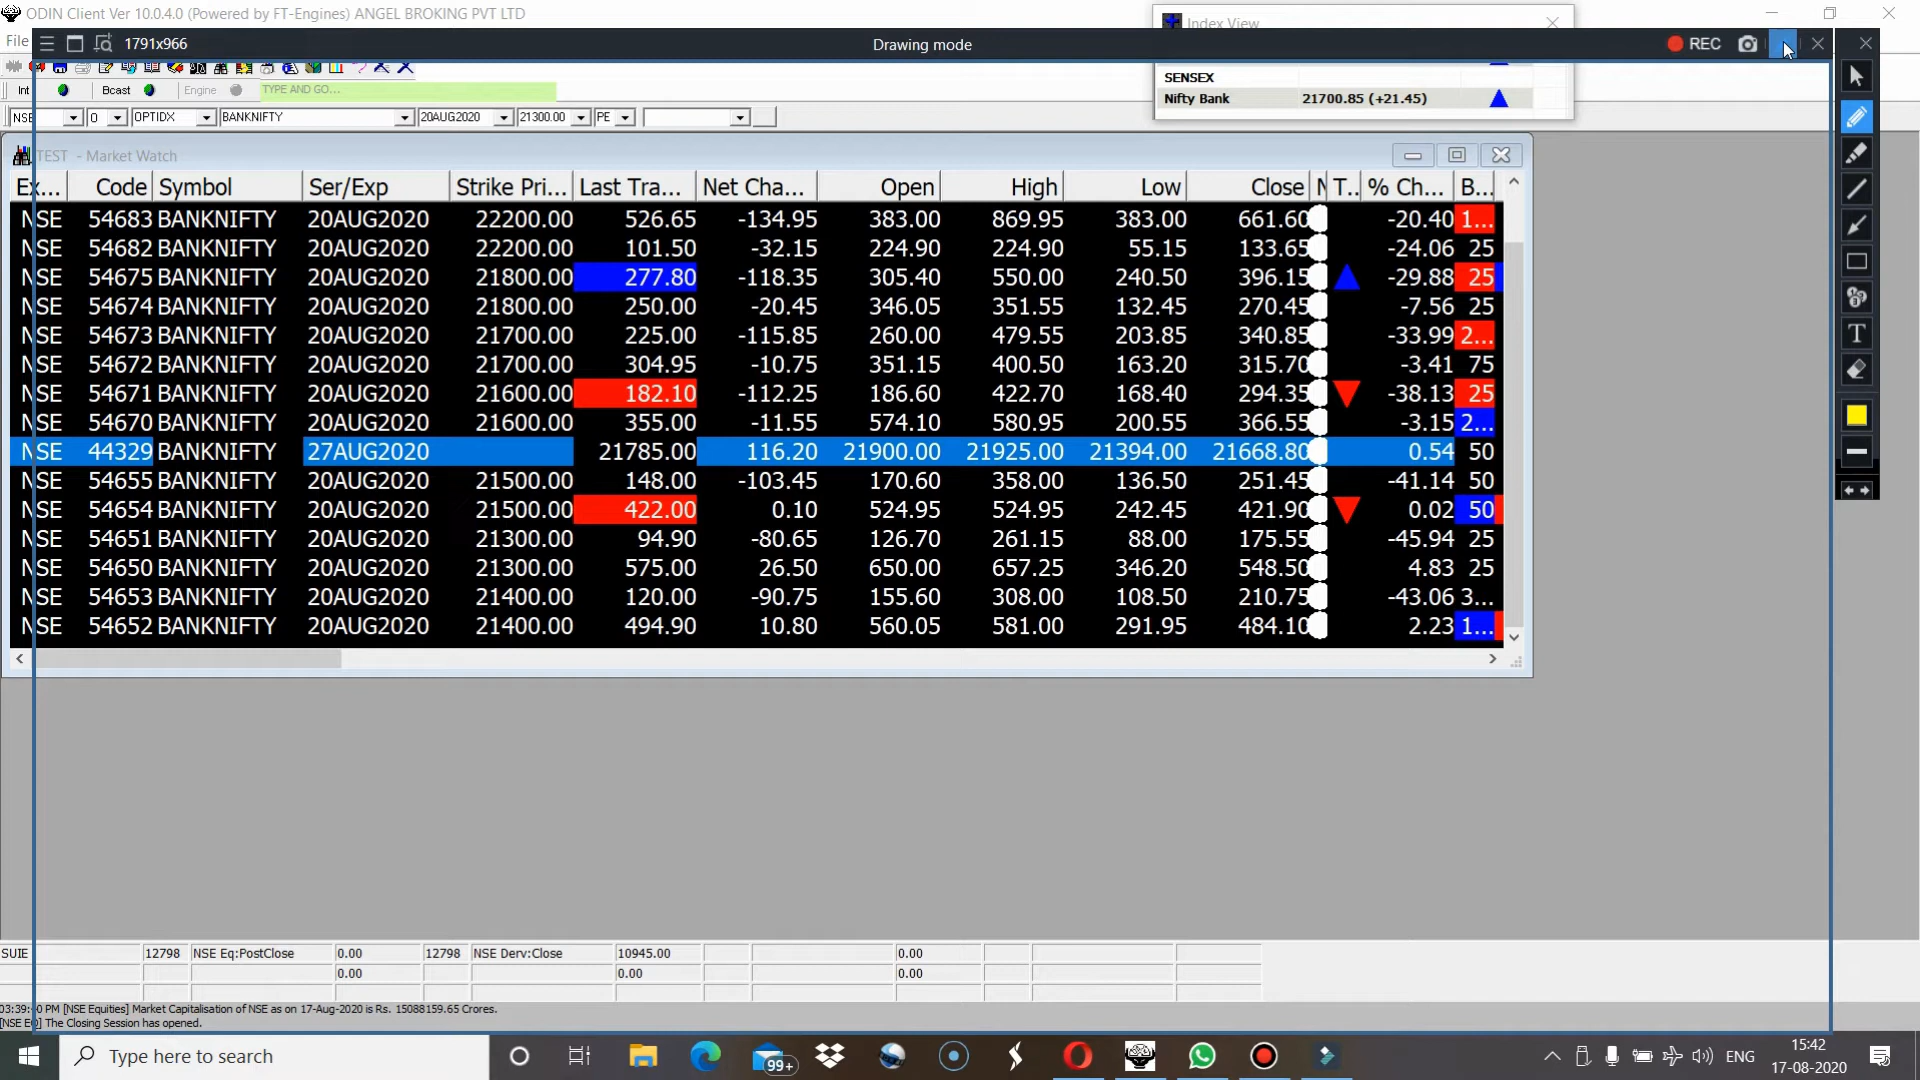 ODIN Client Ver 10.0.4.0 (Powered by FT-Engines) ANGEL BROKING PVT LTD
Index View
File
1791x966
Drawing mode
REC
SENSEX
Int Bcast Engine TYPE AND GO...
Nifty Bank 21700.85 (+21.45)
NSE O OPTIDX BANKNIFTY 20AUG2020 21300.00 PE
TEST - Market Watch
Ex... Code Symbol Ser/Exp Strike Pri... Last Tra... Net Cha... Open High Low Close T.. % Ch... B...
NSE 54683 BANKNIFTY 20AUG2020 22200.00 526.65 -134.95 383.00 869.95 383.00 661.60 -20.40 1...
NSE 54682 BANKNIFTY 20AUG2020 22200.00 101.50 -32.15 224.90 224.90 55.15 133.65 -24.06 25
NSE 54675 BANKNIFTY 20AUG2020 21800.00 277.80 -118.35 305.40 550.00 240.50 396.15 -29.88 25
NSE 54674 BANKNIFTY 20AUG2020 21800.00 250.00 -20.45 346.05 351.55 132.45 270.45 -7.56 25
NSE 54673 BANKNIFTY 20AUG2020 21700.00 225.00 -115.85 260.00 479.55 203.85 340.85 -33.99 2...
NSE 54672 BANKNIFTY 20AUG2020 21700.00 304.95 -10.75 351.15 400.50 163.20 315.70 -3.41 75
NSE 54671 BANKNIFTY 20AUG2020 21600.00 182.10 -112.25 186.60 422.70 168.40 294.35 -38.13 25
NSE 54670 BANKNIFTY 20AUG2020 21600.00 355.00 -11.55 574.10 580.95 200.55 366.55 -3.15 2...
NSE 44329 BANKNIFTY 27AUG2020 21785.00 116.20 21900.00 21925.00 21394.00 21668.80 0.54 50
NSE 54655 BANKNIFTY 20AUG2020 21500.00 148.00 -103.45 170.60 358.00 136.50 251.45 -41.14 50
NSE 54654 BANKNIFTY 20AUG2020 21500.00 422.00 0.10 524.95 524.95 242.45 421.90 0.02 50
NSE 54651 BANKNIFTY 20AUG2020 21300.00 94.90 -80.65 126.70 261.15 88.00 175.55 -45.94 25
NSE 54650 BANKNIFTY 20AUG2020 21300.00 575.00 26.50 650.00 657.25 346.20 548.50 4.83 25
NSE 54653 BANKNIFTY 20AUG2020 21400.00 120.00 -90.75 155.60 308.00 108.50 210.75 -43.06 3...
NSE 54652 BANKNIFTY 20AUG2020 21400.00 494.90 10.80 560.05 581.00 291.95 484.10 2.23 1...
SUIE 12798 NSE Eq:PostClose 0.00 12798 NSE Derv:Close 10945.00 0.00
0.00 0.00 0.00
[NSE Equities] Market Capitalisation of NSE as on 17-Aug-2020 is Rs. 15088159.65 Crores.
The Closing Session has opened.
Type here to search
99+
ENG
15:42
17-08-2020